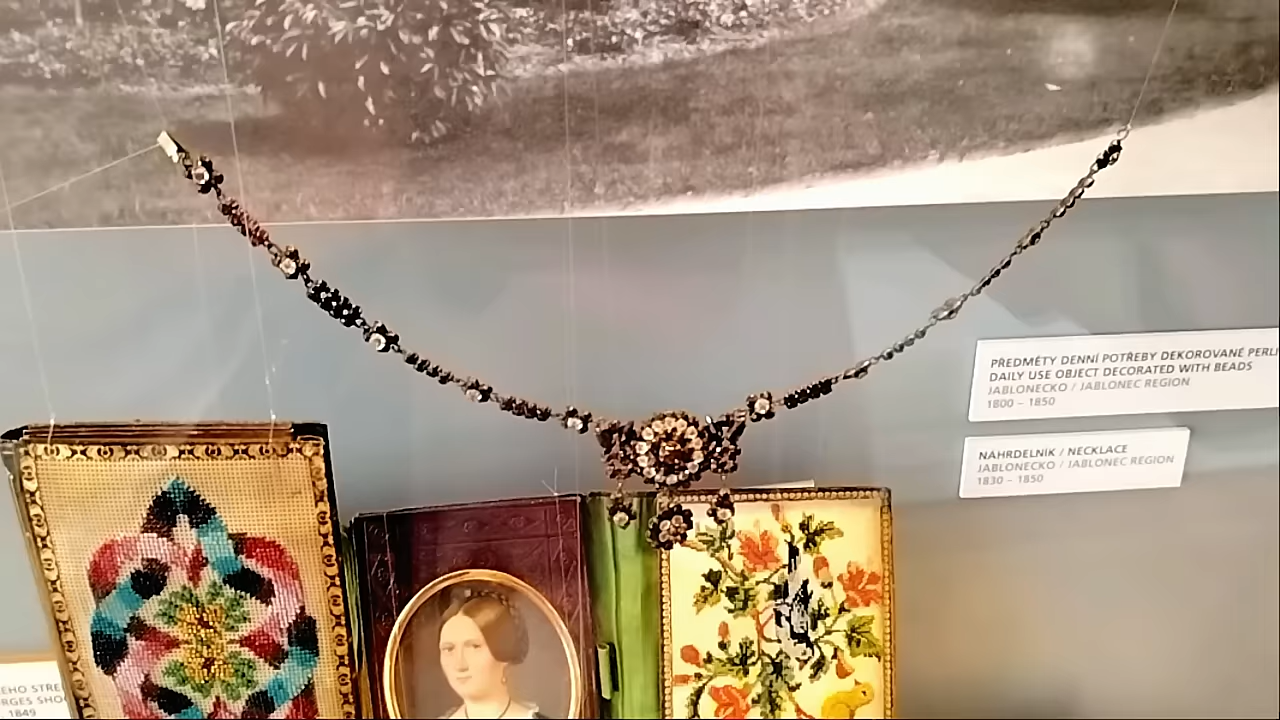 PŘEDMĚTY DENNÍ POTŘEBY DEKOROVANÉ PERLI
DAILY USE OBJECT DECORATED WITH BEADS
JABLONECKO / JABLONEC REGION
1800 – 1850
NÁHRDELNÍK / NECKLACE
JABLONECKO / JABLONEC REGION
1830 – 1850
1849